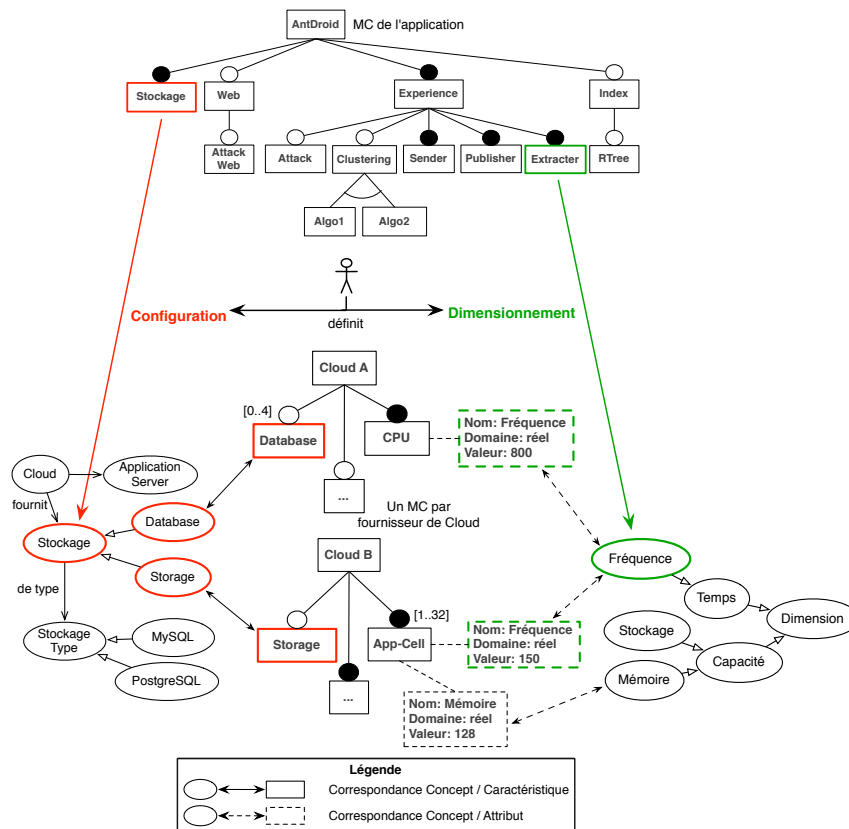 AntDroid
MC de l'application
Stockage
Web
Experience
Index
Attack
Web
Attack
Clustering
Sender
Publisher
Extracter
RTree
Algo1
Algo2
Configuration
Dimensionnement
définit
Cloud A
[0..4]
Database
CPU
Nom: Fréquence
Domaine: réel
Valeur: 800
...
Cloud
Application
Server
fournit
Database
Stockage
Storage
de type
Stockage
Type
MySQL
PostgreSQL
Un MC par
fournisseur de Cloud
Cloud B
[1..32]
Storage
App-Cell
...
Nom: Fréquence
Domaine: réel
Valeur: 150
Nom: Mémoire
Domaine: réel
Valeur: 128
Fréquence
Temps
Dimension
Stockage
Capacité
Mémoire
Légende
Correspondance Concept / Caractéristique
Correspondance Concept / Attribut